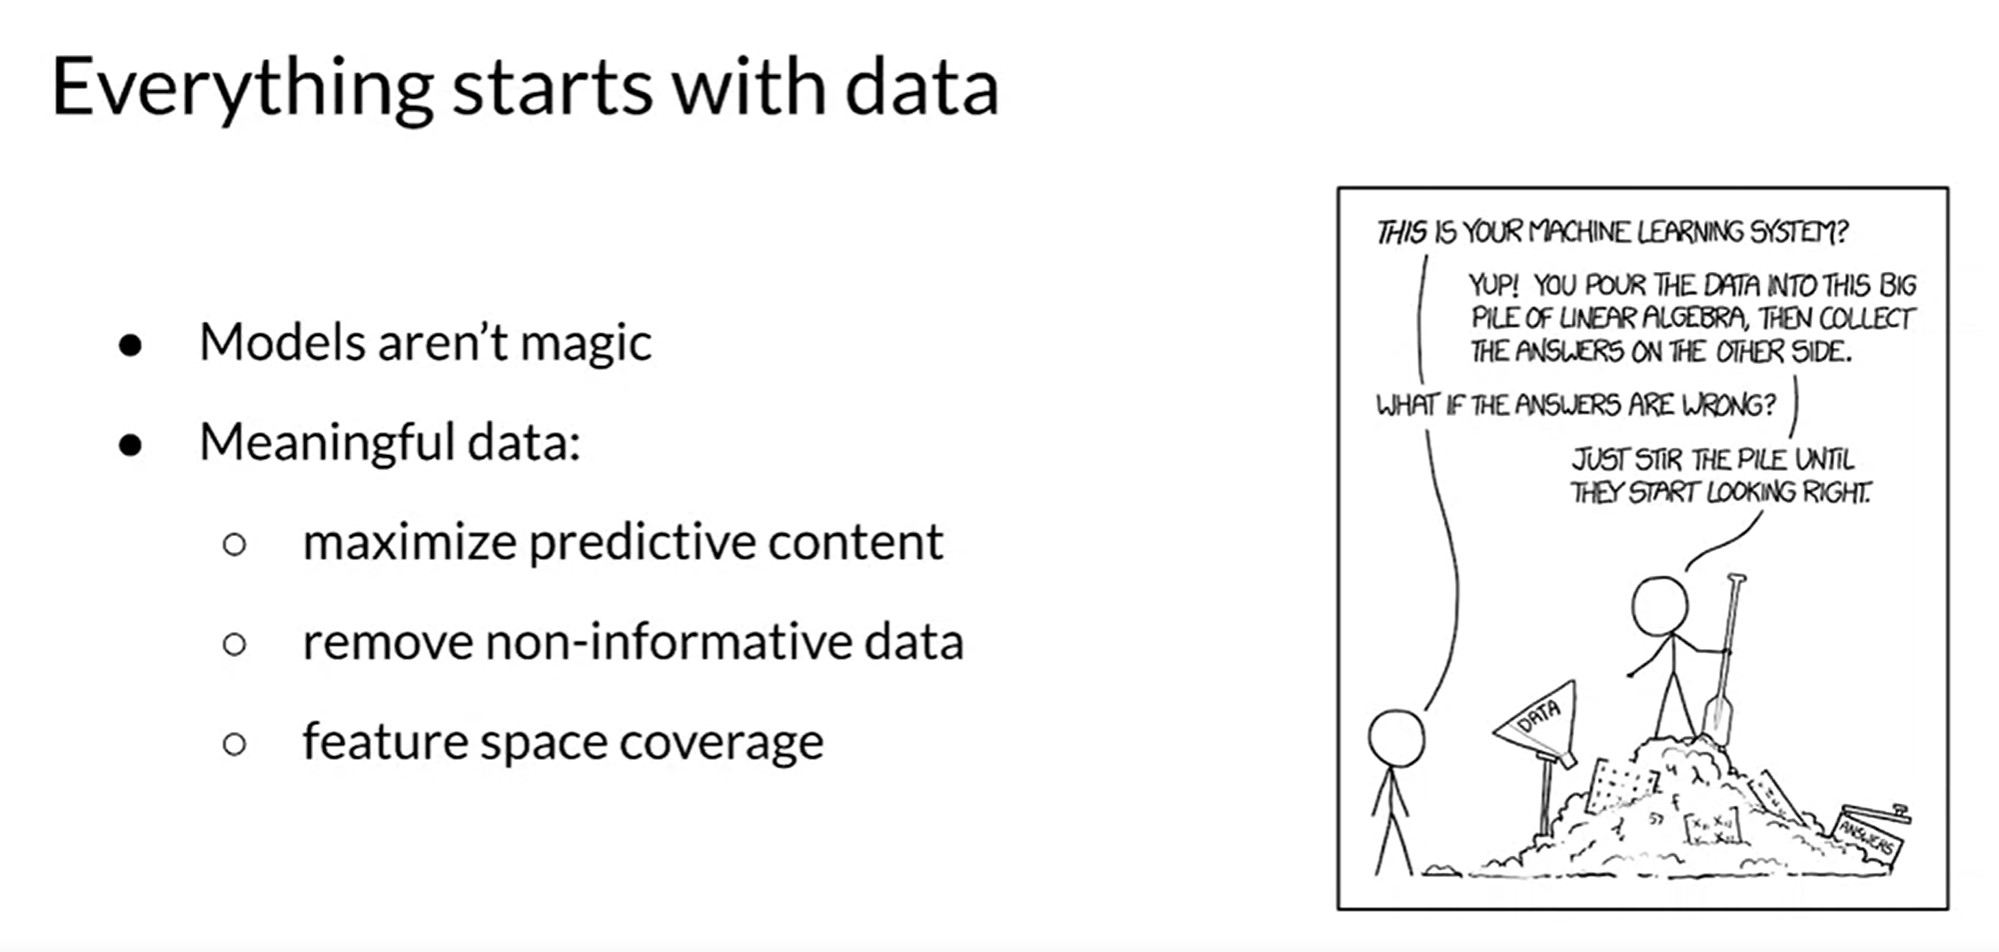 Everything starts with data
● Models aren’t magic
● Meaningful data:
○ maximize predictive content
○ remove non-informative data
○ feature space coverage
THIS IS YOUR MACHINE LEARNING SYSTEM?
YUP! YOU POUR THE DATA INTO THIS BIG
PILE OF LINEAR ALGEBRA, THEN COLLECT
THE ANSWERS ON THE OTHER SIDE.
WHAT IF THE ANSWERS ARE WRONG?
JUST STIR THE PILE UNTIL
THEY START LOOKING RIGHT.
DATA
ANSWERS